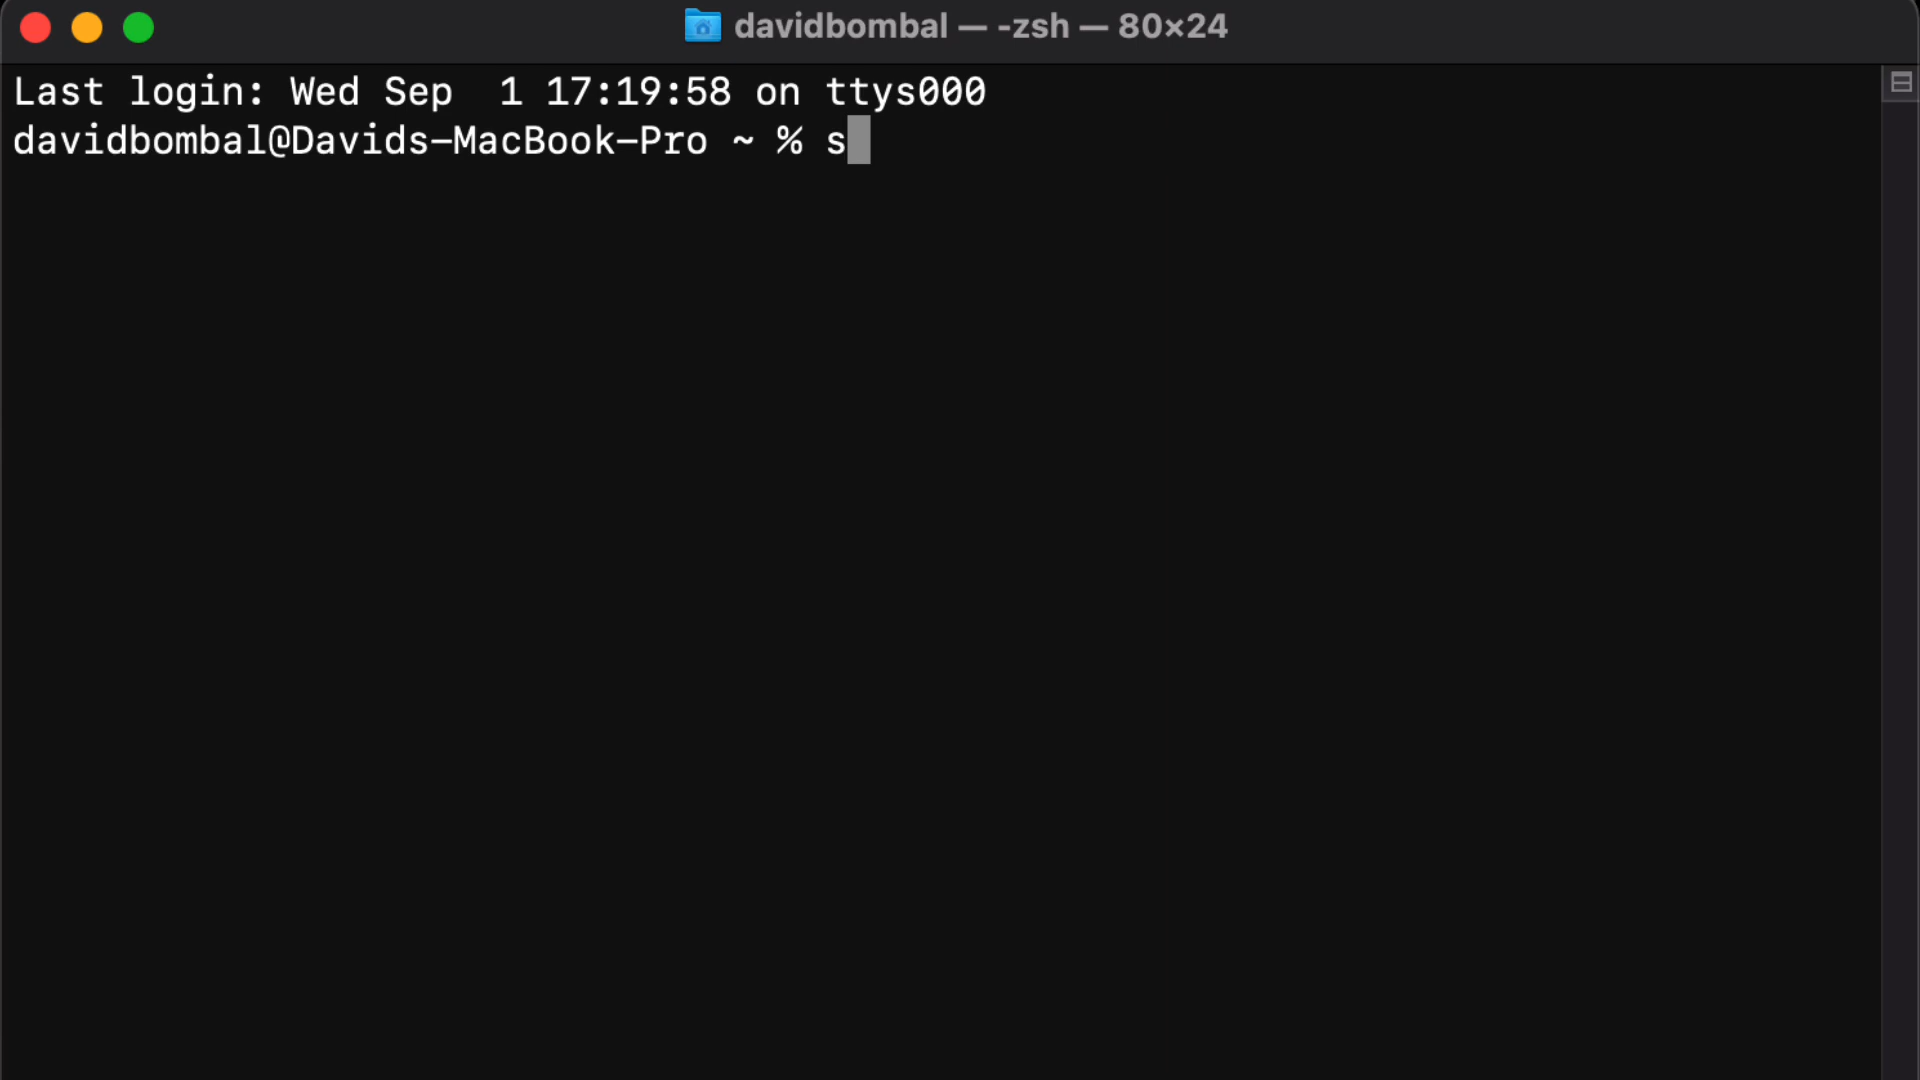 davidbombal — -zsh — 80×24
Last login: Wed Sep  1 17:19:58 on ttys000
davidbombal@Davids-MacBook-Pro ~ % s